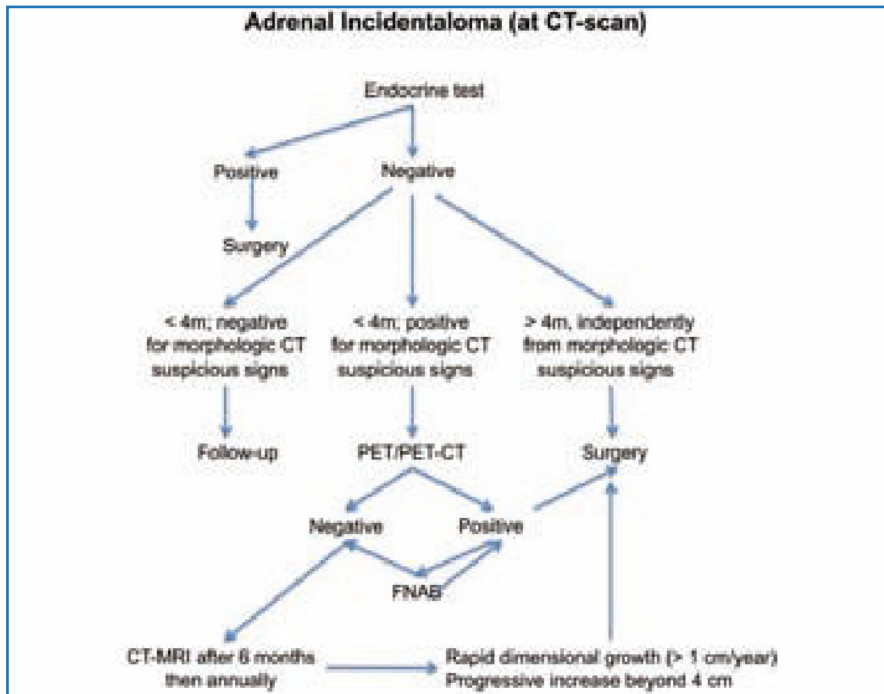 Adrenal Incidentaloma (at CT-scan)
Endocrine test
Positive
Negative
Surgery
< 4m; negative
for morphologic CT
suspicious signs
< 4m; positive
for morphologic CT
suspicious signs
> 4m, independently
from morphologic CT
suspicious signs
Follow-up
PET/PET-CT
Surgery
Negative
Positive
FNAB
CT-MRI after 6 months
then annually
Rapid dimensional growth (> 1 cm/year)
Progressive increase beyond 4 cm